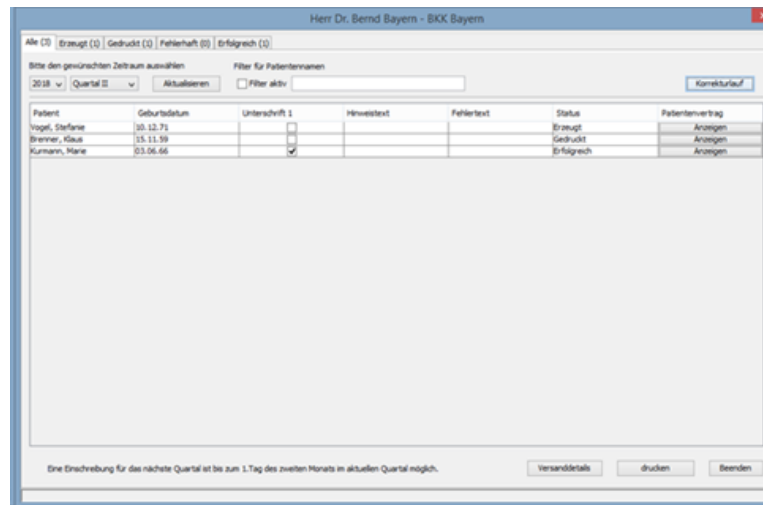 Herr Dr. Bernd Bayern - BKK Bayern
Alle (3) Erzeugt (1) Gedruckt (1) Fehlerhaft (0) Erfolgreich (1)
Bitte den gewünschten Zeitraum auswählen Filter für Patientennamen
2018 Quartal II Aktualisieren Filter aktiv Korrekturlauf
Patient Geburtsdatum Unterschrift 1 Hinweistext Fehlertext Status Patientenvertrag
Vogel, Stefanie 10.12.71 Erzeugt Anzeigen
Brenner, Klaus 15.11.59 Gedruckt Anzeigen
Kurmann, Marie 03.06.66 Erfolgreich Anzeigen
Eine Einschreibung für das nächste Quartal ist bis zum 1.Tag des zweiten Monats im aktuellen Quartal möglich. Versanddetails drucken Beenden